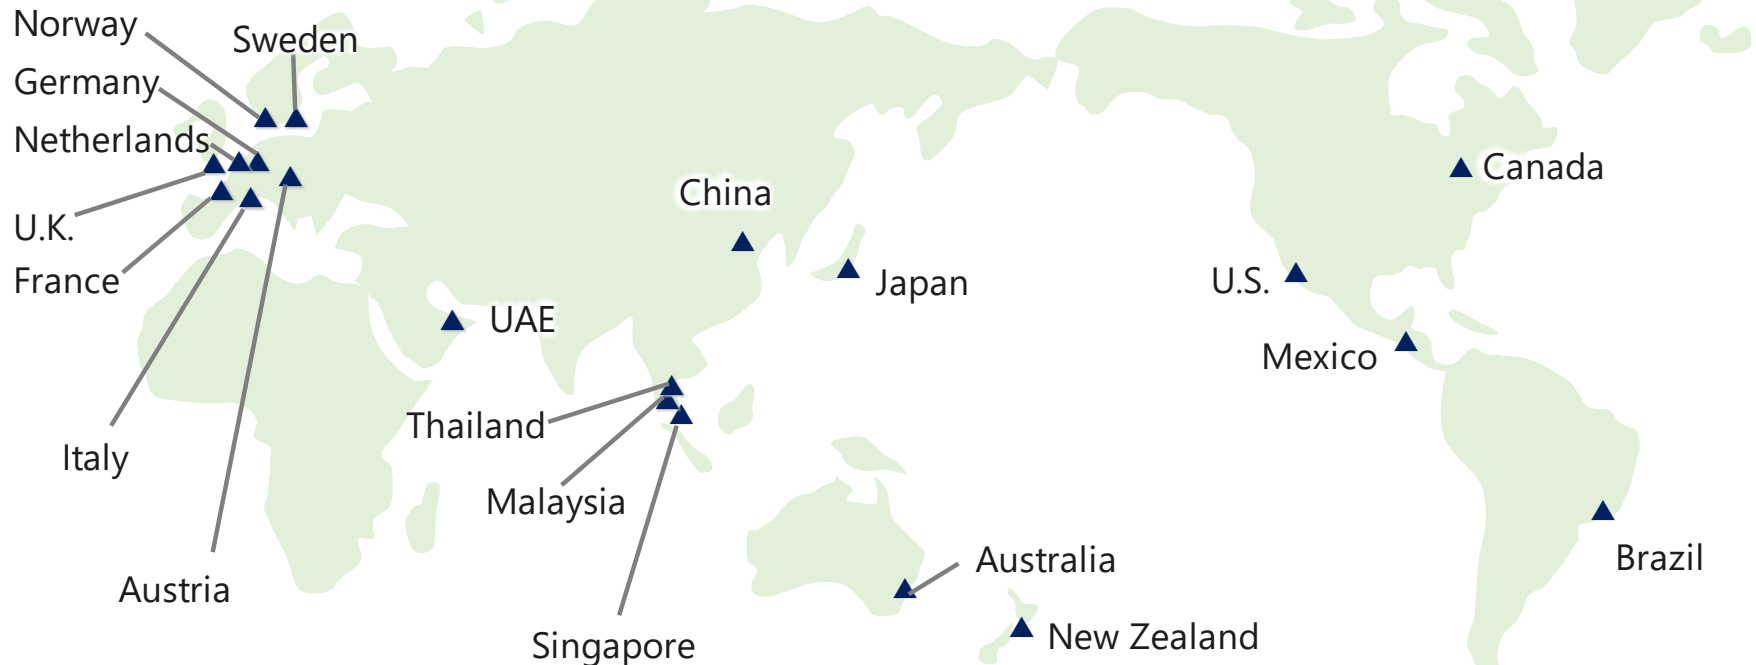 Norway
Sweden
Germany
Netherlands
U.K.
France
Italy
Austria
China
Japan
UAE
Thailand
Malaysia
Singapore
Australia
New Zealand
Canada
U.S.
Mexico
Brazil